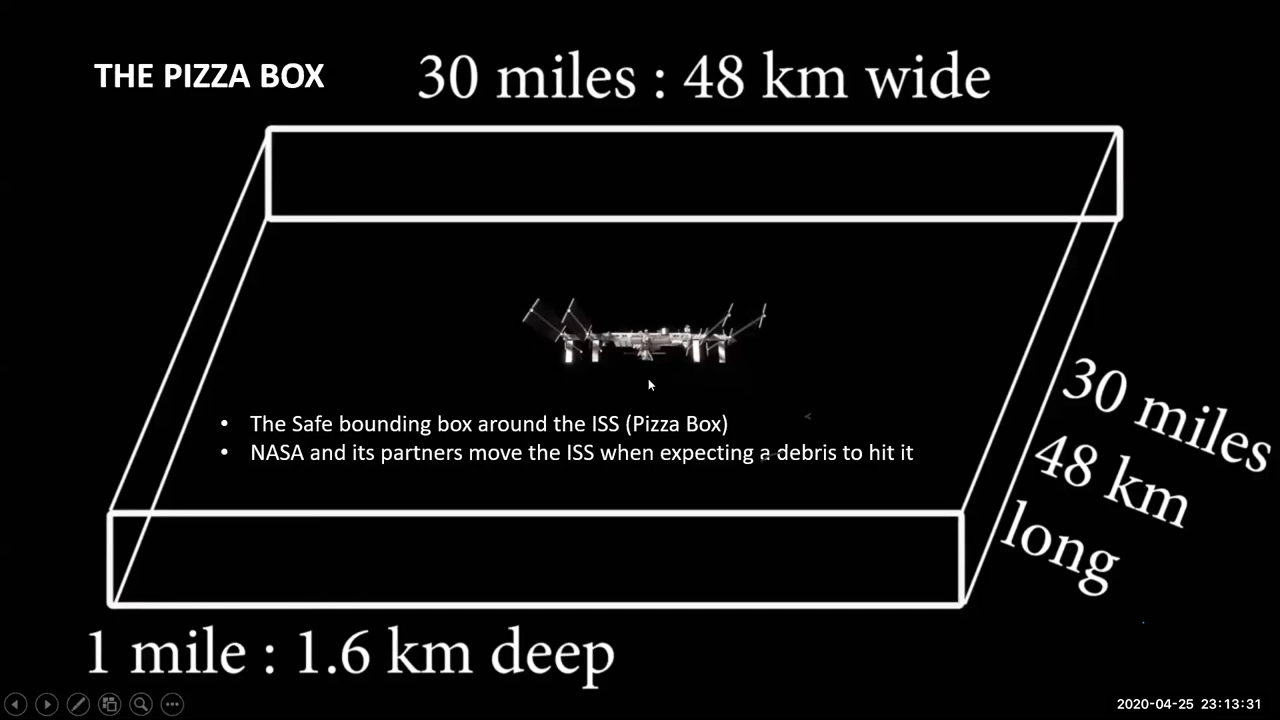 THE PIZZA BOX
30 miles : 48 km wide
30 miles
48 km
long
• The Safe bounding box around the ISS (Pizza Box)
• NASA and its partners move the ISS when expecting a debris to hit it
1 mile : 1.6 km deep
2020-04-25 23:13:31